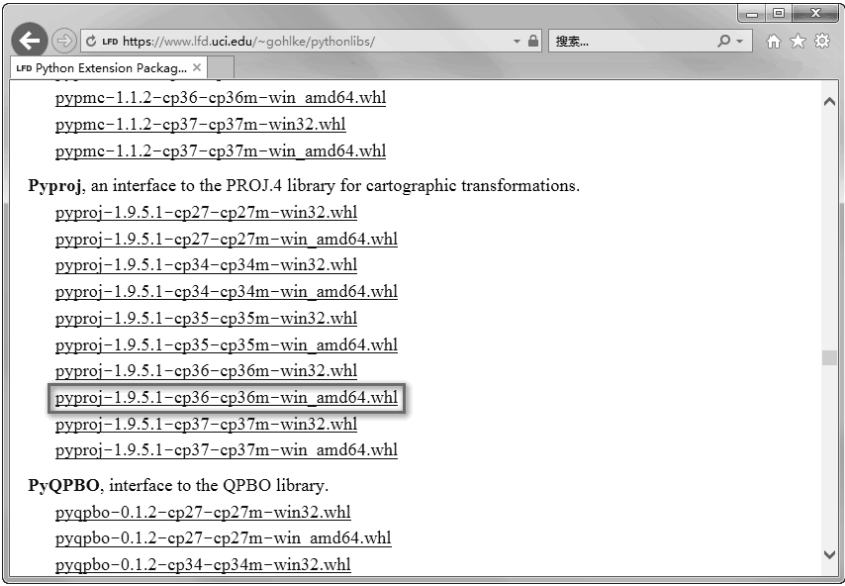 LFD https://www.lfd.uci.edu/~gohlke/pythonlibs/
搜索...
LFD Python Extension Packag... ×
pypmc-1.1.2-cp36-cp36m-win_amd64.whl
pypmc-1.1.2-cp37-cp37m-win32.whl
pypmc-1.1.2-cp37-cp37m-win_amd64.whl
Pyproj, an interface to the PROJ.4 library for cartographic transformations.
pyproj-1.9.5.1-cp27-cp27m-win32.whl
pyproj-1.9.5.1-cp27-cp27m-win_amd64.whl
pyproj-1.9.5.1-cp34-cp34m-win32.whl
pyproj-1.9.5.1-cp34-cp34m-win_amd64.whl
pyproj-1.9.5.1-cp35-cp35m-win32.whl
pyproj-1.9.5.1-cp35-cp35m-win_amd64.whl
pyproj-1.9.5.1-cp36-cp36m-win32.whl
pyproj-1.9.5.1-cp36-cp36m-win_amd64.whl
pyproj-1.9.5.1-cp37-cp37m-win32.whl
pyproj-1.9.5.1-cp37-cp37m-win_amd64.whl
PyQPBO, interface to the QPBO library.
pyqpbo-0.1.2-cp27-cp27m-win32.whl
pyqpbo-0.1.2-cp27-cp27m-win_amd64.whl
pyqpbo-0.1.2-cp34-cp34m-win32.whl